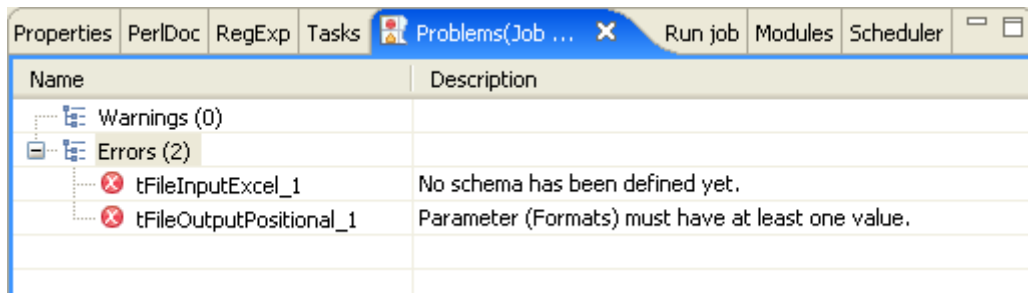 Properties PerlDoc RegExp Tasks Problems(Job ... Run job Modules Scheduler
Name Description
Warnings (0)
Errors (2)
tFileInputExcel_1 No schema has been defined yet.
tFileOutputPositional_1 Parameter (Formats) must have at least one value.